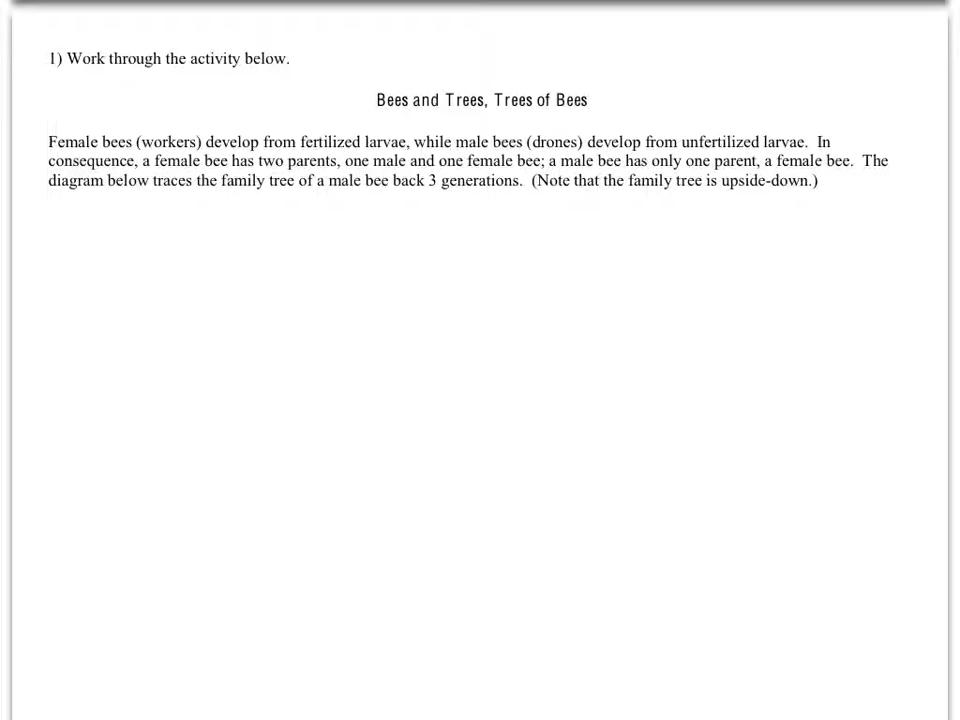 1) Work through the activity below.
Bees and Trees, Trees of Bees
Female bees (workers) develop from fertilized larvae, while male bees (drones) develop from unfertilized larvae.  In
consequence, a female bee has two parents, one male and one female bee; a male bee has only one parent, a female bee.  The
diagram below traces the family tree of a male bee back 3 generations.  (Note that the family tree is upside-down.)